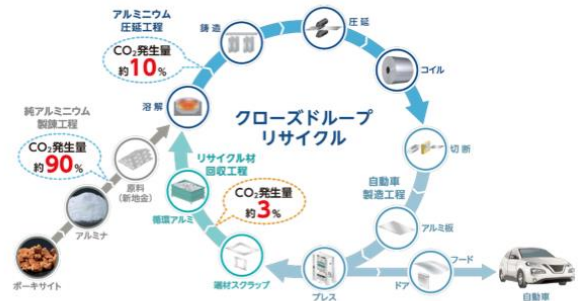 アルミニウム
圧延工程
CO₂発生量
約10%
鋳造
圧延
コイル
溶解
クローズドループ
リサイクル
切断
純アルミニウム
製錬工程
CO₂発生量
約90%
原料
(新地金)
アルミナ
ボーキサイト
リサイクル材
回収工程
CO₂発生量
約3%
循環アルミ
端材スクラップ
自動車
製造工程
アルミ板
プレス
フード
ドア
自動車